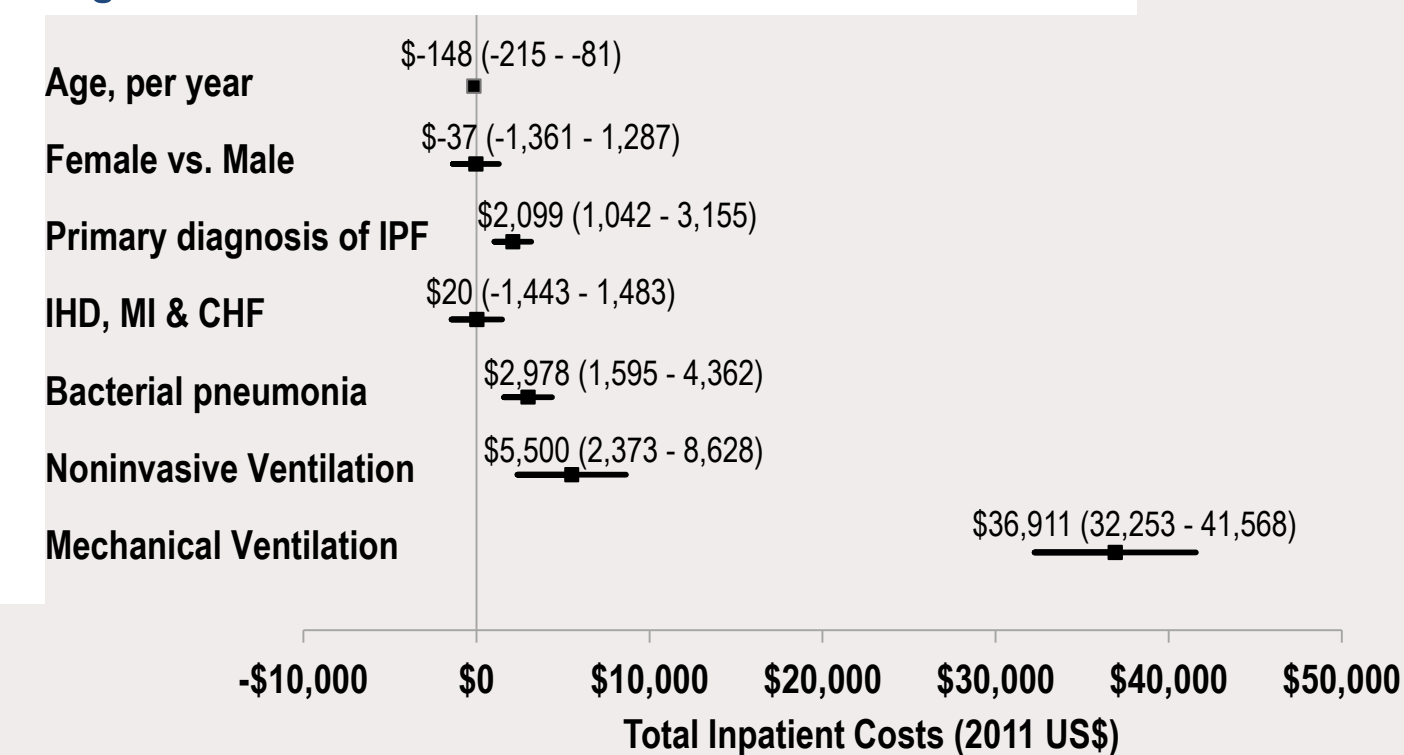 $-148 (-215 - -81)
Age, per year
$-37 (-1,361 - 1,287)
Female vs. Male
$2,099 (1,042 - 3,155)
Primary diagnosis of IPF
$20 (-1,443 - 1,483)
IHD, MI & CHF
$2,978 (1,595 - 4,362)
Bacterial pneumonia
$5,500 (2,373 - 8,628)
Noninvasive Ventilation
$36,911 (32,253 - 41,568)
Mechanical Ventilation
-$10,000 $0 $10,000 $20,000 $30,000 $40,000 $50,000
Total Inpatient Costs (2011 US$)